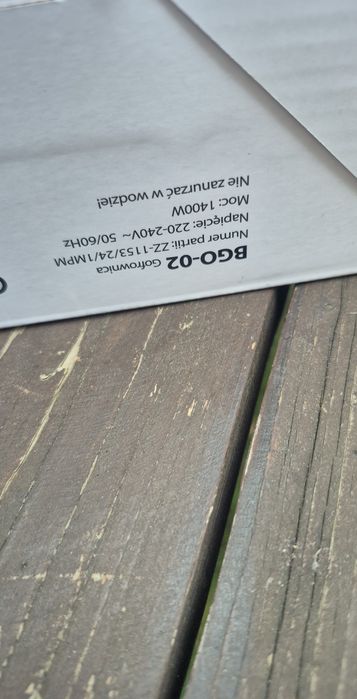 BGO-02 Gofrownica
Numer partii: ZZ-1153/24/1MPM
Napięcie: 220-240V~ 50/60Hz
Moc: 1400W
Nie zanurzać w wodzie!